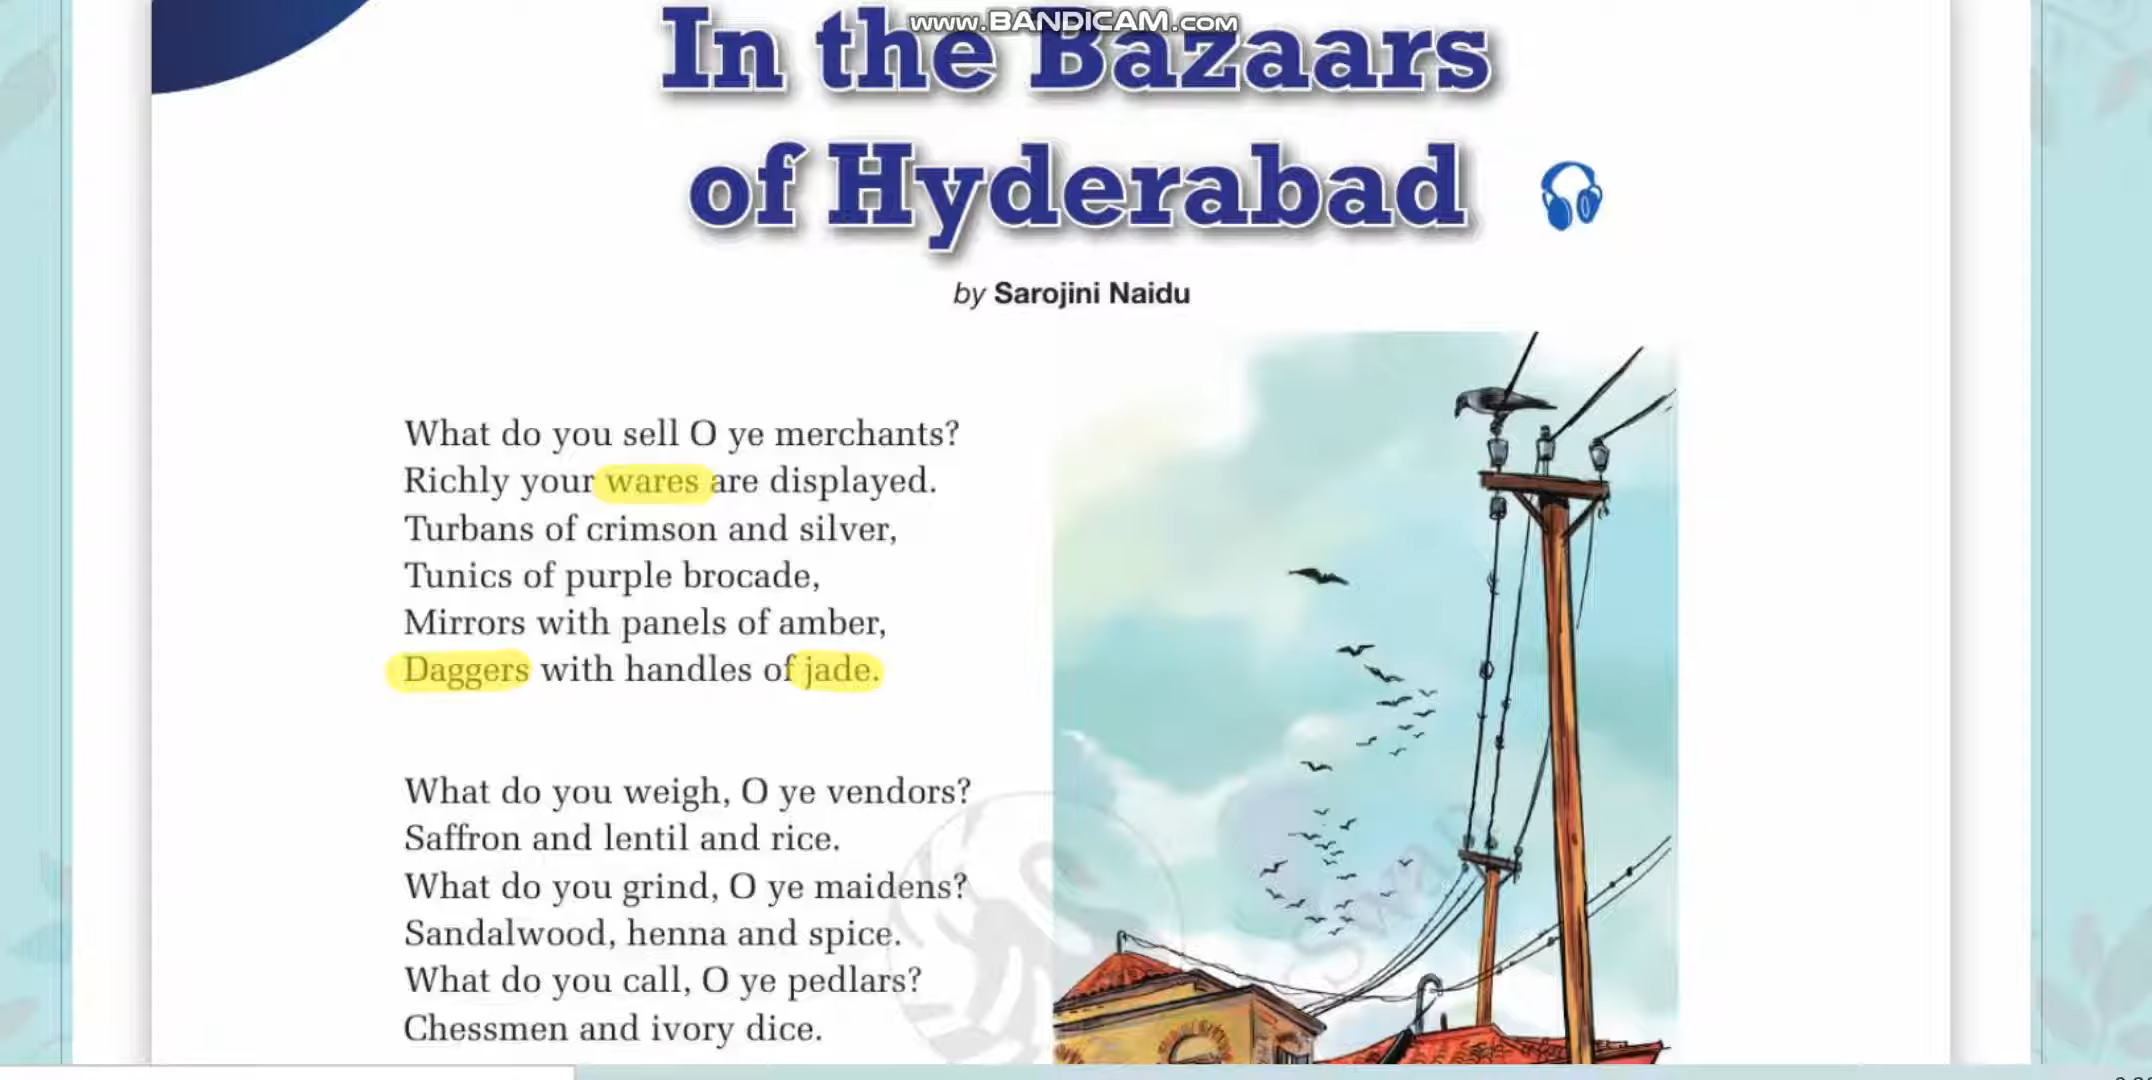 www.BANDICAM.com
In the Bazaars
of Hyderabad
by Sarojini Naidu
What do you sell O ye merchants?
Richly your wares are displayed.
Turbans of crimson and silver,
Tunics of purple brocade,
Mirrors with panels of amber,
Daggers with handles of jade.
What do you weigh, O ye vendors?
Saffron and lentil and rice.
What do you grind, O ye maidens?
Sandalwood, henna and spice.
What do you call, O ye pedlars?
Chessmen and ivory dice.